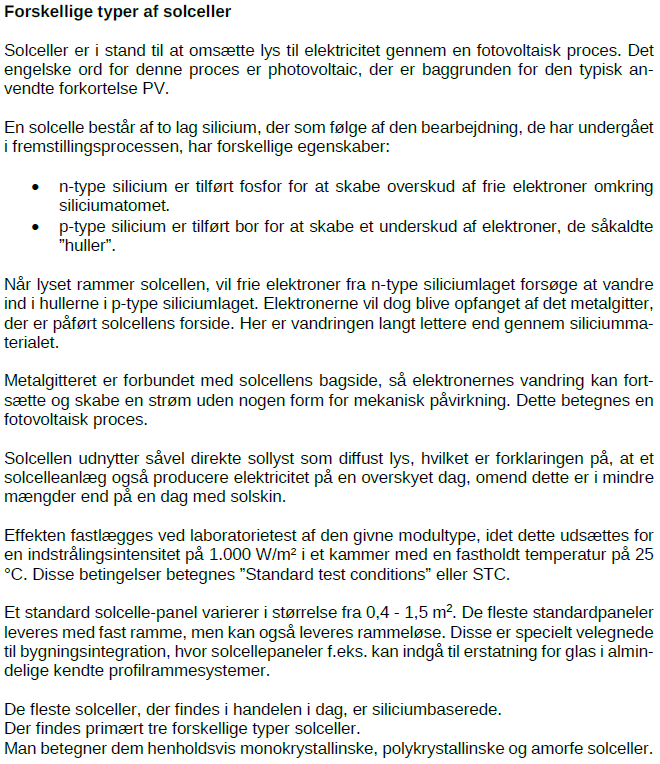 Forskellige typer af solceller
Solceller er i stand til at omsætte lys til elektricitet gennem en fotovoltaisk proces. Det
engelske ord for denne proces er photovoltaic, der er baggrunden for den typisk an-
vendte forkortelse PV.
En solcelle består af to lag silicium, der som følge af den bearbejdning, de har undergået
i fremstillingsprocessen, har forskellige egenskaber:
• n-type silicium er tilført fosfor for at skabe overskud af frie elektroner omkring
siliciumatomet.
• p-type silicium er tilført bor for at skabe et underskud af elektroner, de såkaldte
”huller”.
Når lyset rammer solcellen, vil frie elektroner fra n-type siliciumlaget forsøge at vandre
ind i hullerne i p-type siliciumlaget. Elektronerne vil dog blive opfanget af det metalgitter,
der er påført solcellens forside. Her er vandringen langt lettere end gennem siliciumma-
terialet.
Metalgitteret er forbundet med solcellens bagside, så elektronernes vandring kan fort-
sætte og skabe en strøm uden nogen form for mekanisk påvirkning. Dette betegnes en
fotovoltaisk proces.
Solcellen udnytter såvel direkte sollyst som diffust lys, hvilket er forklaringen på, at et
solcelleanlæg også producere elektricitet på en overskyet dag, omend dette er i mindre
mængder end på en dag med solskin.
Effekten fastlægges ved laboratorietest af den givne modultype, idet dette udsættes for
en indstrålingsintensitet på 1.000 W/m² i et kammer med en fastholdt temperatur på 25
°C. Disse betingelser betegnes ”Standard test conditions” eller STC.
Et standard solcelle-panel varierer i størrelse fra 0,4 - 1,5 m². De fleste standardpaneler
leveres med fast ramme, men kan også leveres rammeløse. Disse er specielt velegnede
til bygningsintegration, hvor solcellepaneler f.eks. kan indgå til erstatning for glas i almin-
delige kendte profilrammesystemer.
De fleste solceller, der findes i handelen i dag, er siliciumbaserede.
Der findes primært tre forskellige typer solceller.
Man betegner dem henholdsvis monokrystallinske, polykrystallinske og amorfe solceller.